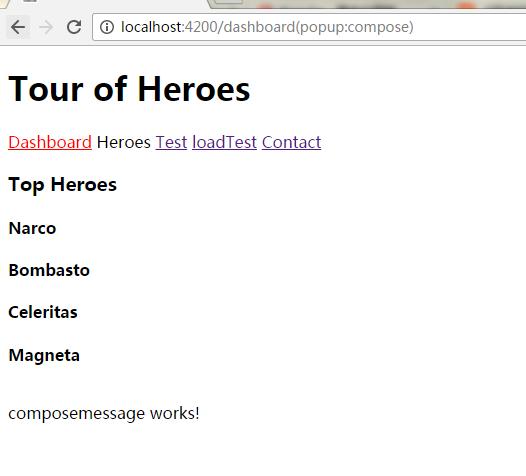 localhost:4200/dashboard(popup:compose)
Tour of Heroes
Dashboard Heroes Test loadTest Contact
Top Heroes
Narco
Bombasto
Celeritas
Magneta
composemessage works!